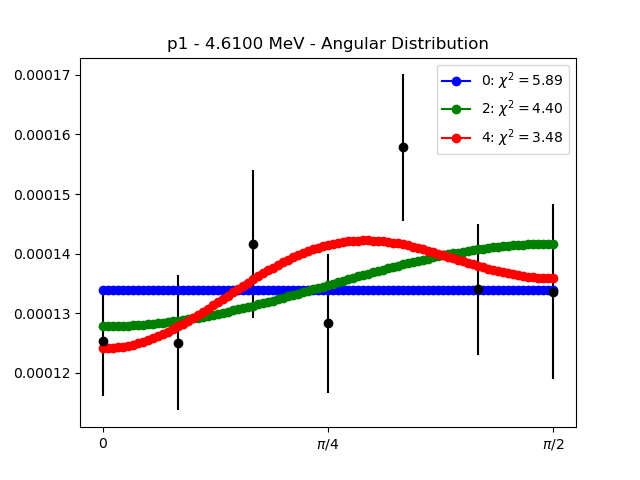 p1 - 4.6100 MeV - Angular Distribution
0.00017
0.00016
0.00015
0.00014
0.00013
0.00012
0: χ² = 5.89
2: χ² = 4.40
4: χ² = 3.48
0
π/4
π/2